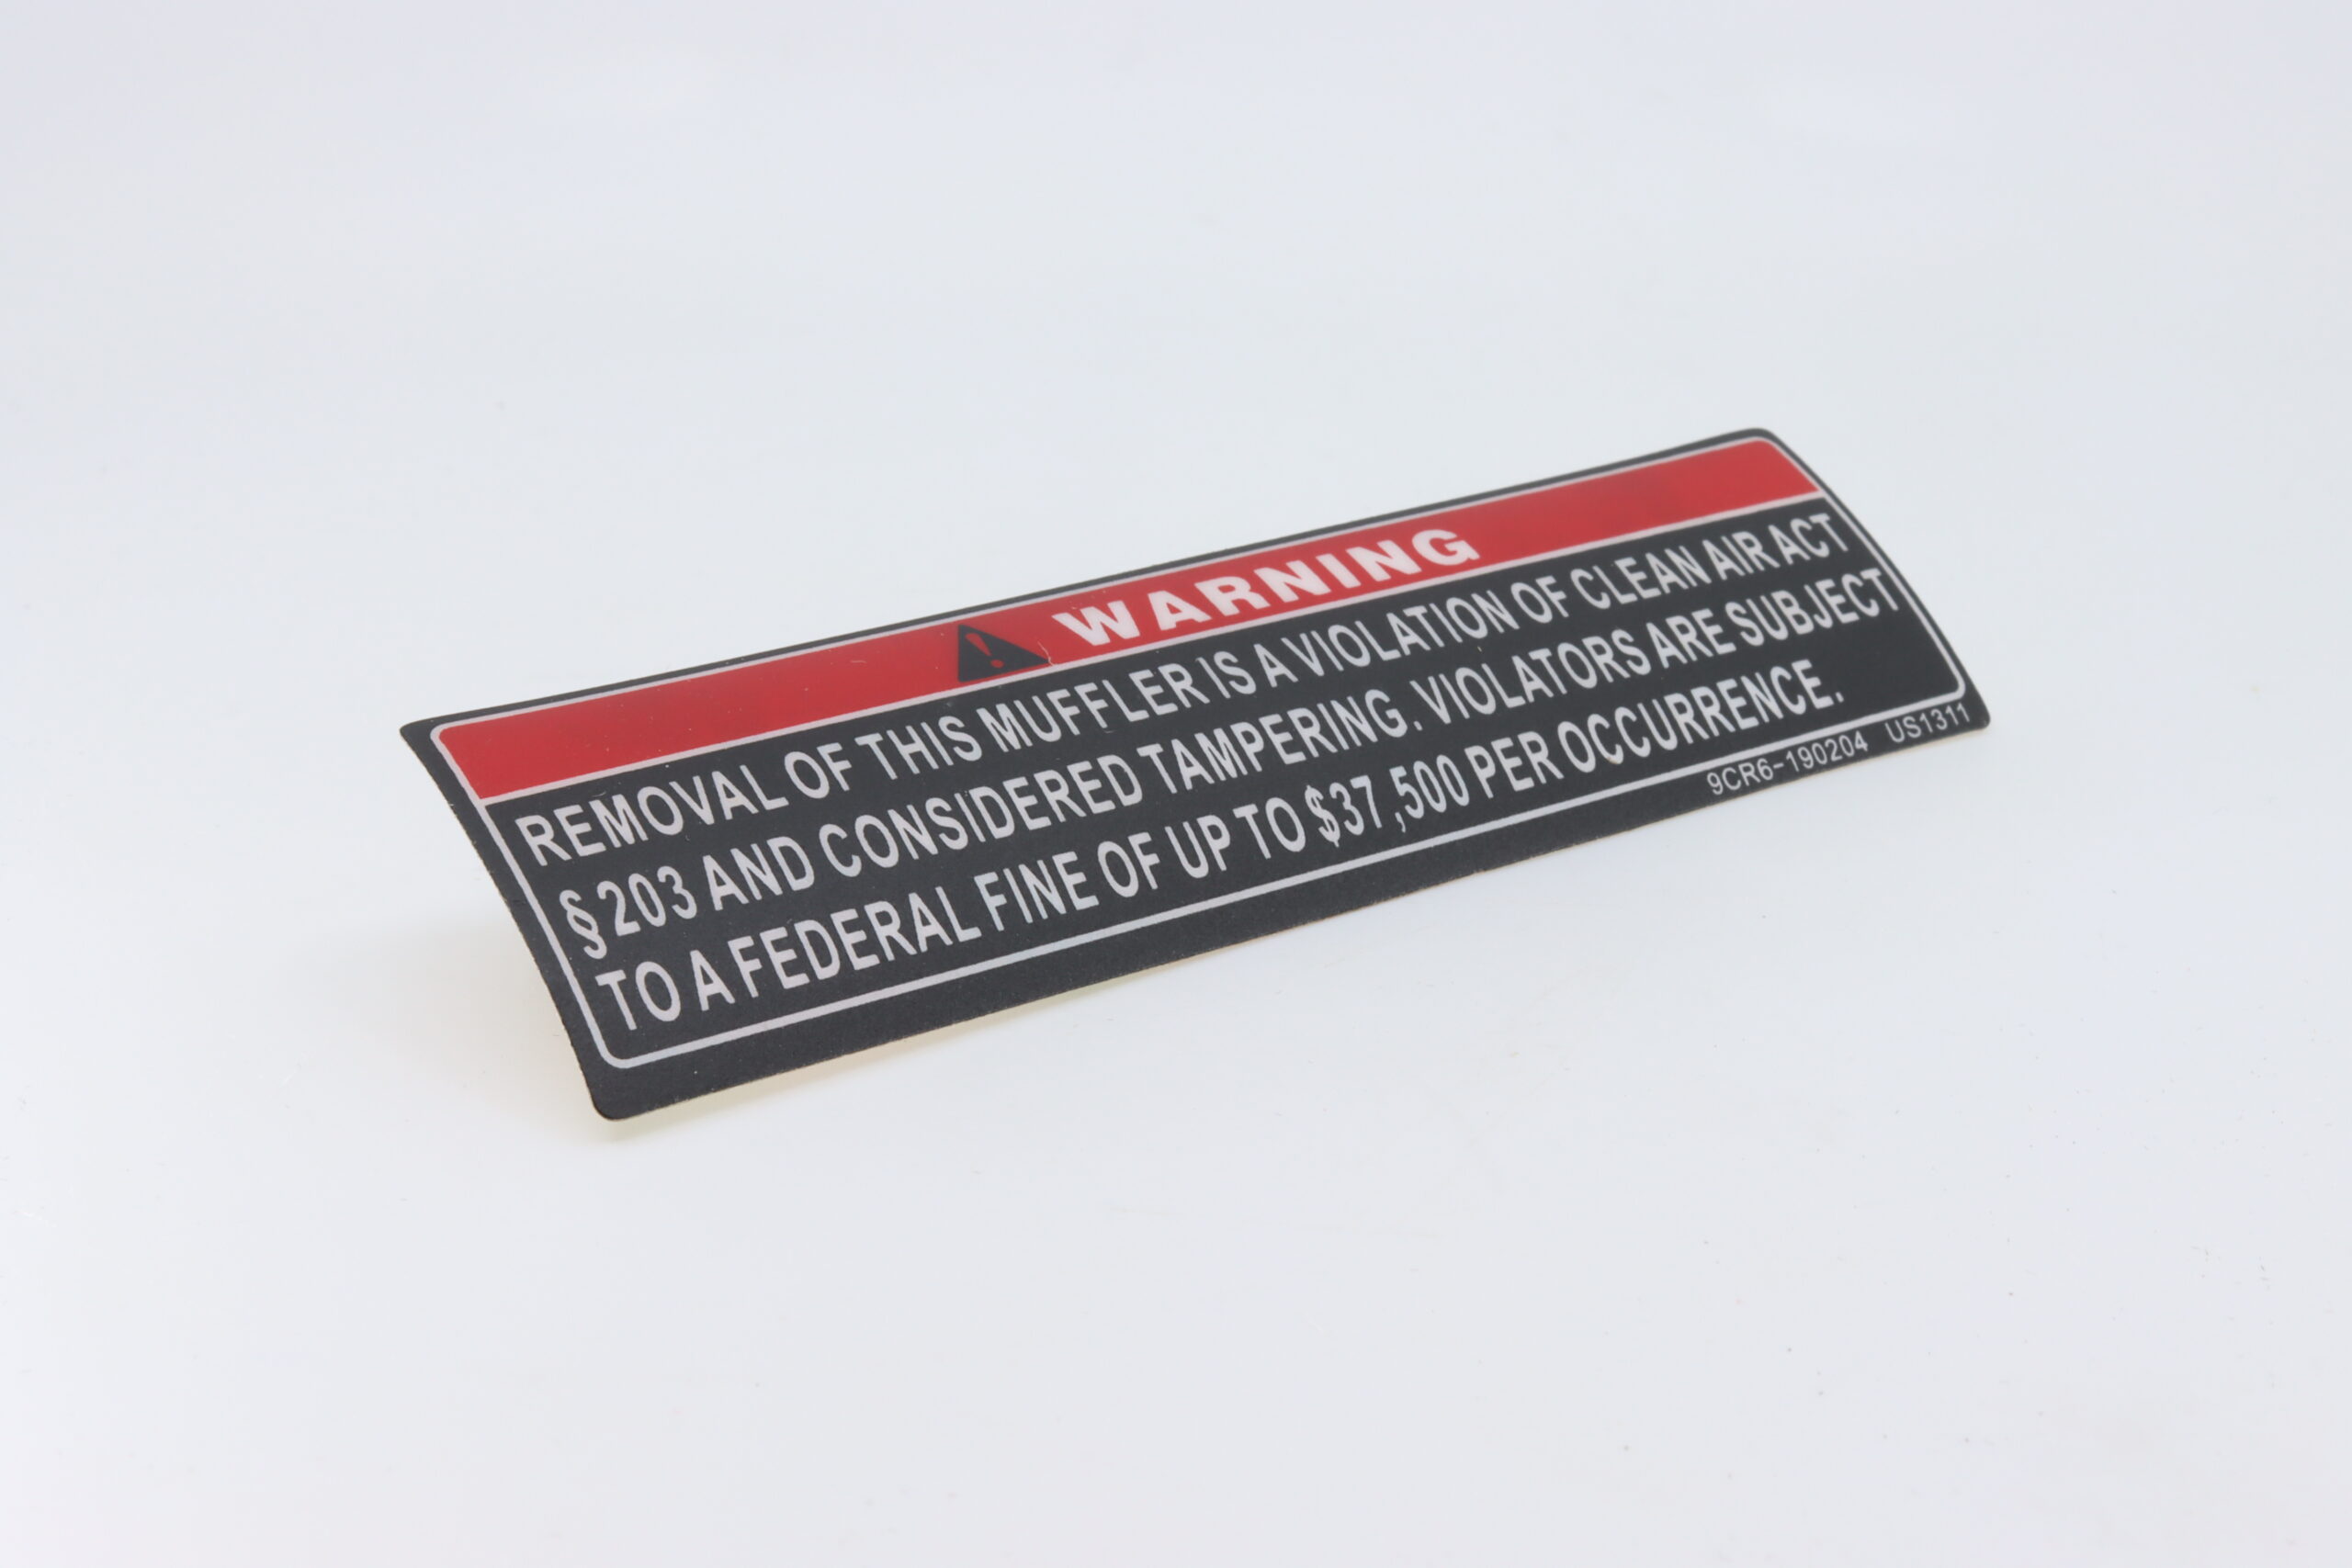 WARNING
REMOVAL OF THIS MUFFLER IS A VIOLATION OF CLEAN AIR ACT
§203 AND CONSIDERED TAMPERING. VIOLATORS ARE SUBJECT
TO A FEDERAL FINE OF UP TO $37,500 PER OCCURRENCE.
9CR6-190204 US1311